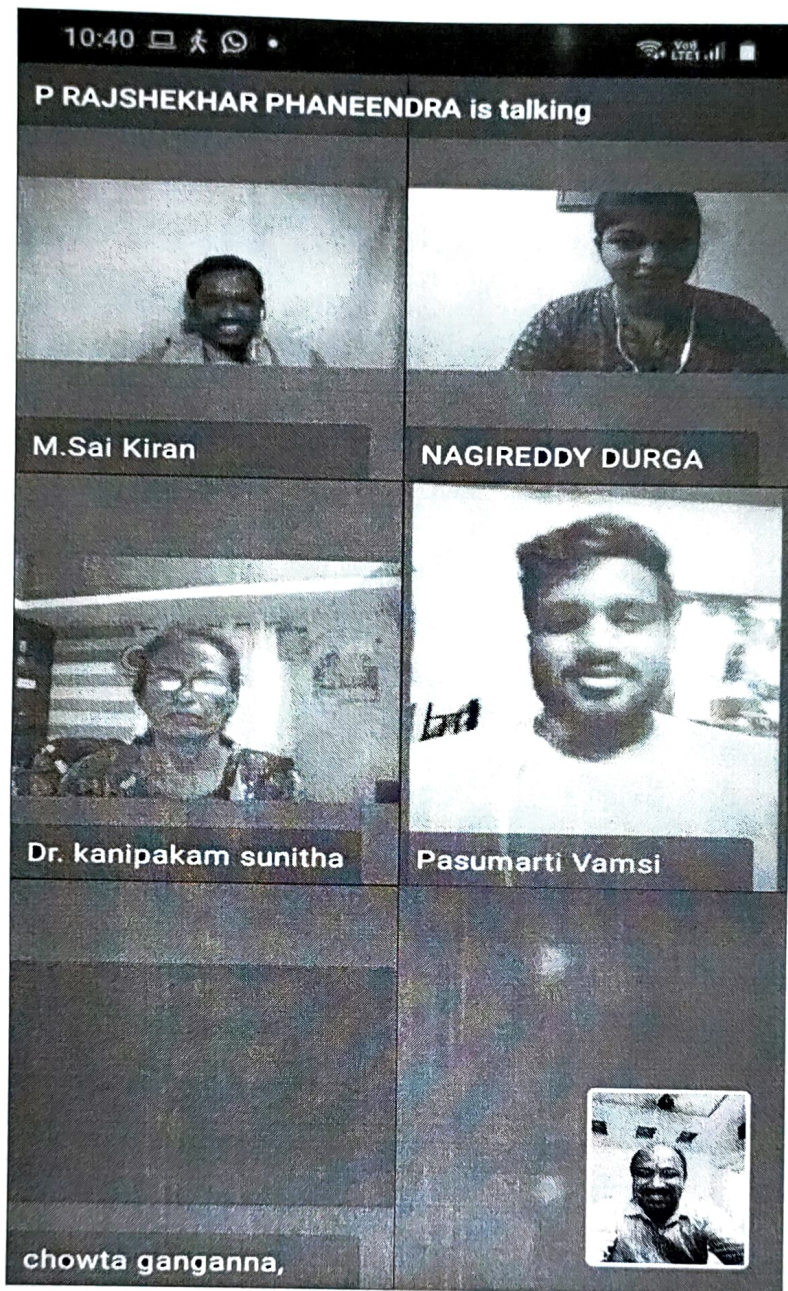 10:40
P RAJSHEKHAR PHANEENDRA is talking
M.Sai Kiran
NAGIREDDY DURGA
Dr. kanipakam sunitha
Pasumarti Vamsi
chowta ganganna,